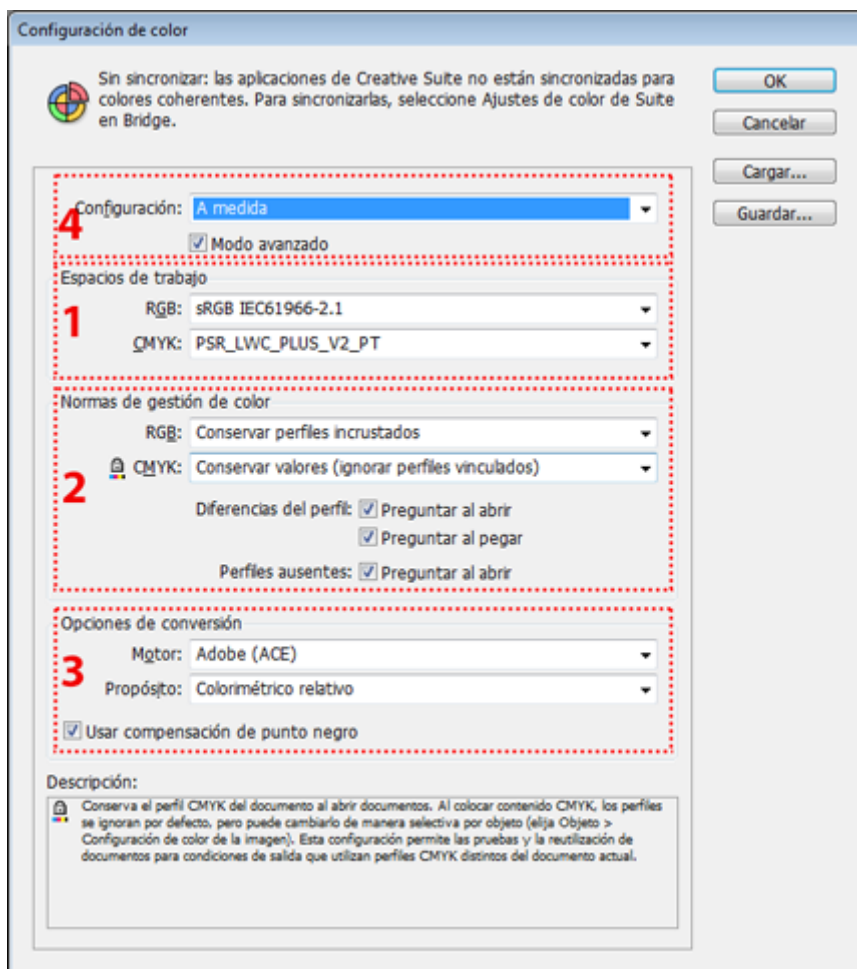 Configuración de color
Sin sincronizar: las aplicaciones de Creative Suite no están sincronizadas para
colores coherentes. Para sincronizarlas, seleccione Ajustes de color de Suite
en Bridge.
OK
Cancelar
Cargar...
Guardar...
4
Configuración: A medida
Modo avanzado
1
Espacios de trabajo
RGB: sRGB IEC61966-2.1
CMYK: PSR_LWC_PLUS_V2_PT
2
Normas de gestión de color
RGB: Conservar perfiles incrustados
CMYK: Conservar valores (ignorar perfiles vinculados)
Diferencias del perfil: Preguntar al abrir
Preguntar al pegar
Perfiles ausentes: Preguntar al abrir
3
Opciones de conversión
Motor: Adobe (ACE)
Propósito: Colorimétrico relativo
Usar compensación de punto negro
Descripción:
Conserva el perfil CMYK del documento al abrir documentos. Al colocar contenido CMYK, los perfiles
se ignoran por defecto, pero puede cambiarlo de manera selectiva por objeto (elija Objeto >
Configuración de color de la imagen). Esta configuración permite las pruebas y la reutilización de
documentos para condiciones de salida que utilizan perfiles CMYK distintos del documento actual.